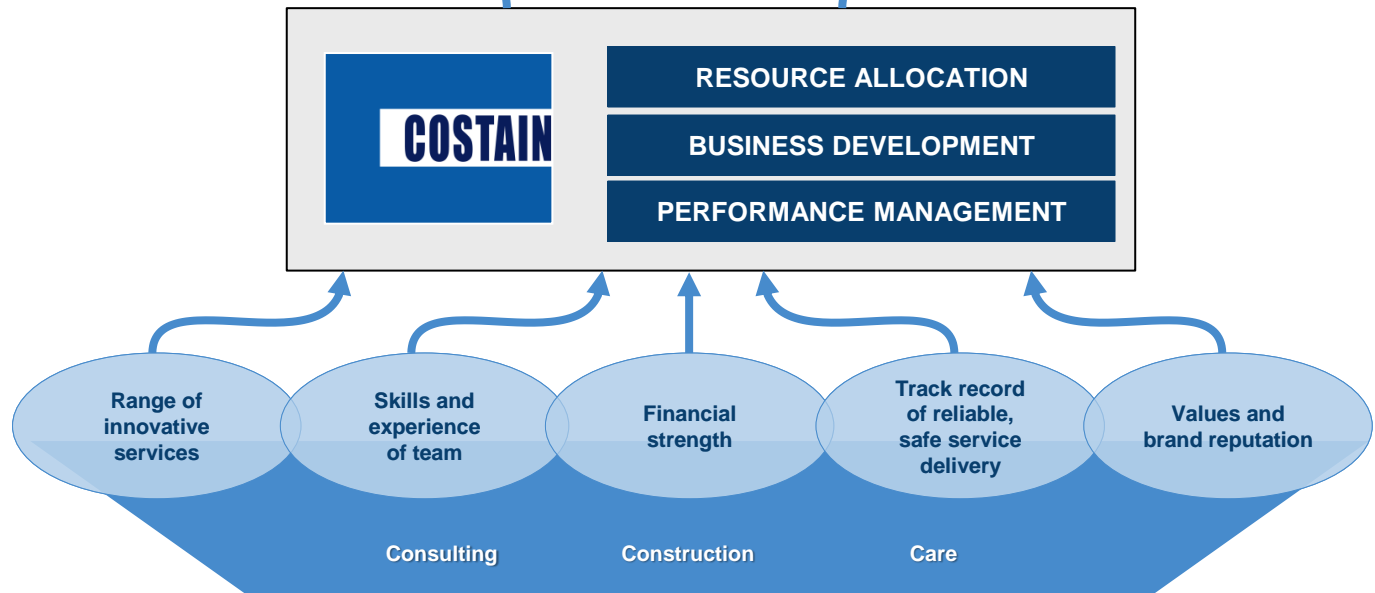 COSTAIN
RESOURCE ALLOCATION
BUSINESS DEVELOPMENT
PERFORMANCE MANAGEMENT
Range of
innovative
services
Skills and
experience
of team
Financial
strength
Track record
of reliable,
safe service
delivery
Values and
brand reputation
Consulting
Construction
Care